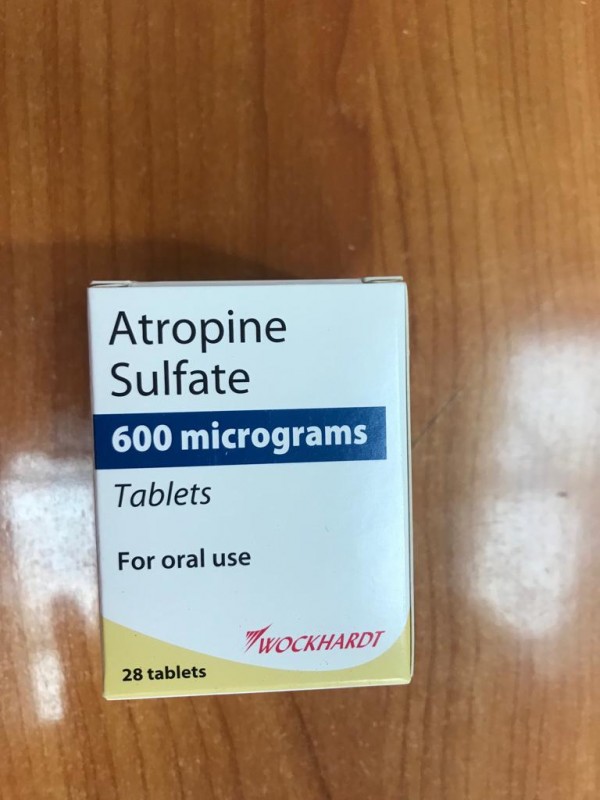 Atropine
Sulfate
600 micrograms
Tablets
For oral use
WOCKHARDT
28 tablets